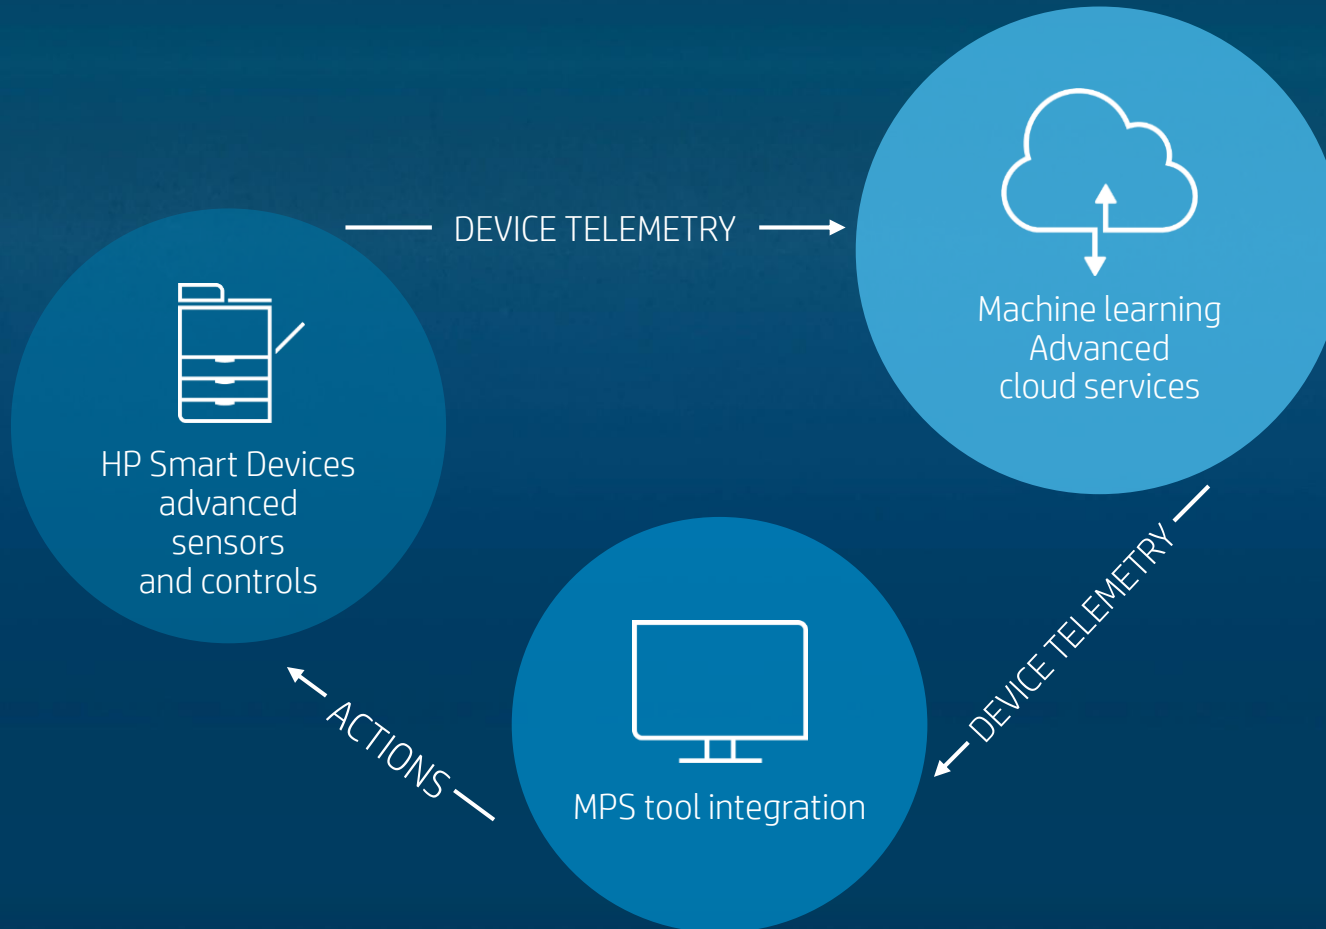 DEVICE TELEMETRY
Machine learning
Advanced
cloud services
HP Smart Devices
advanced
sensors
and controls
DEVICE TELEMETRY
ACTIONS
MPS tool integration